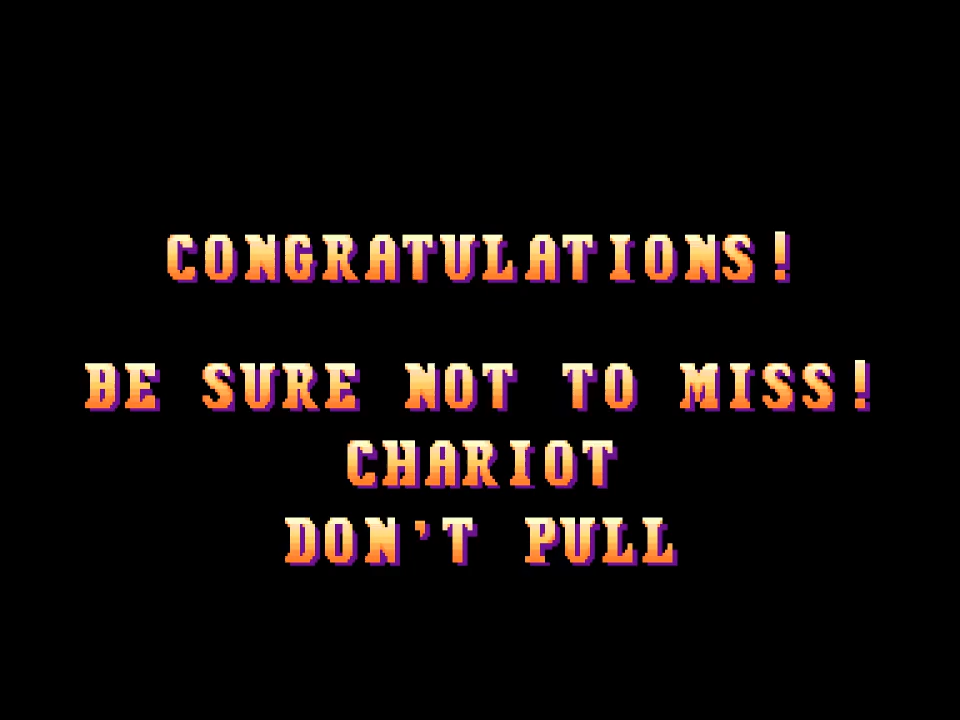 CONGRATULATIONS!
BE SURE NOT TO MISS!
CHARIOT
DON'T PULL